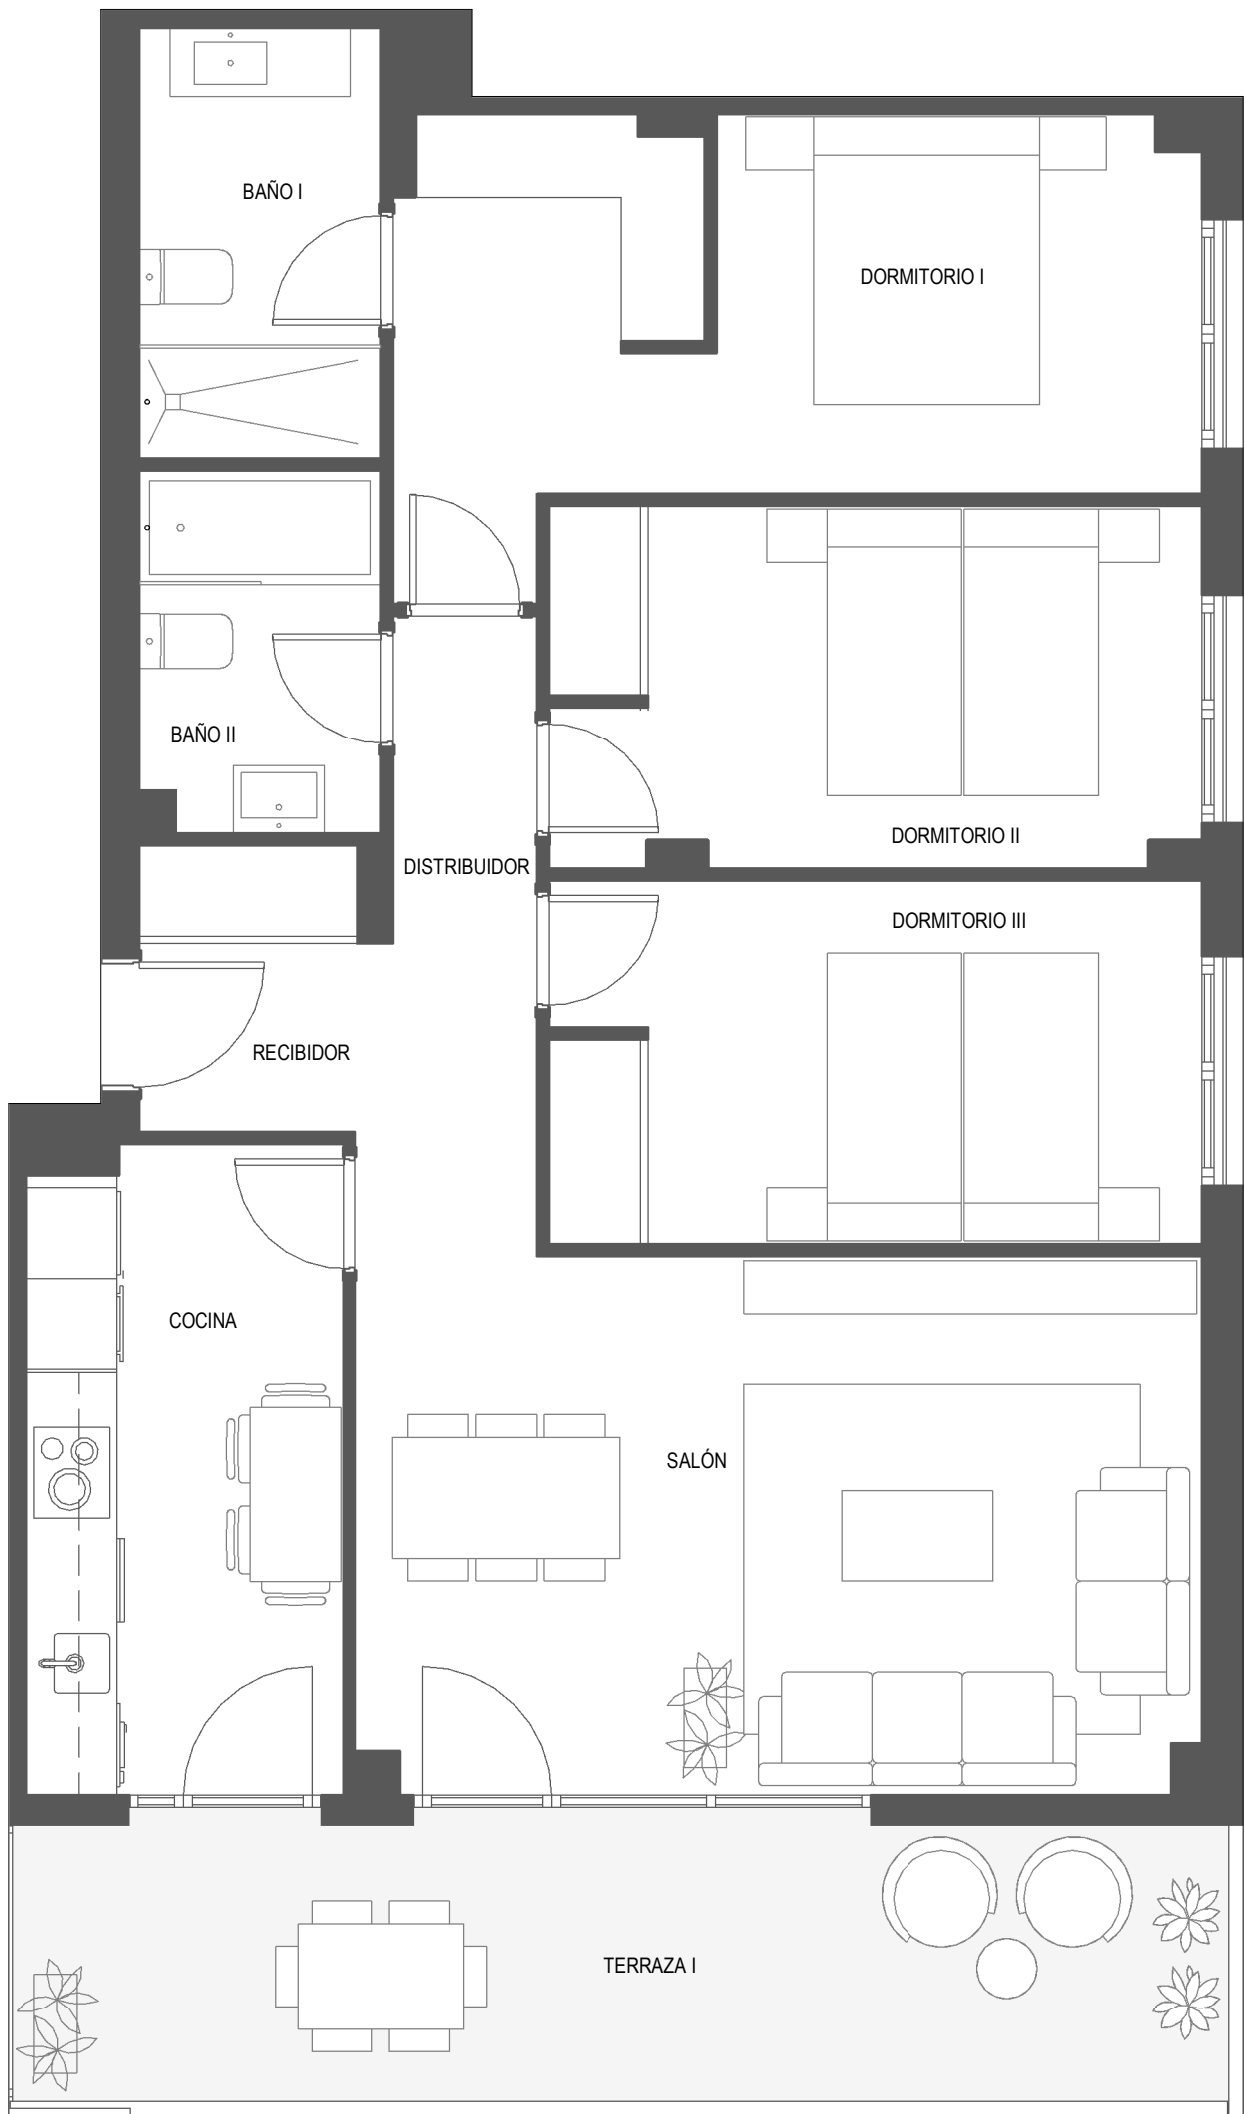 BAÑO I
DORMITORIO I
BAÑO II
DORMITORIO II
DISTRIBUIDOR
DORMITORIO III
RECIBIDOR
COCINA
SALÓN
TERRAZA I